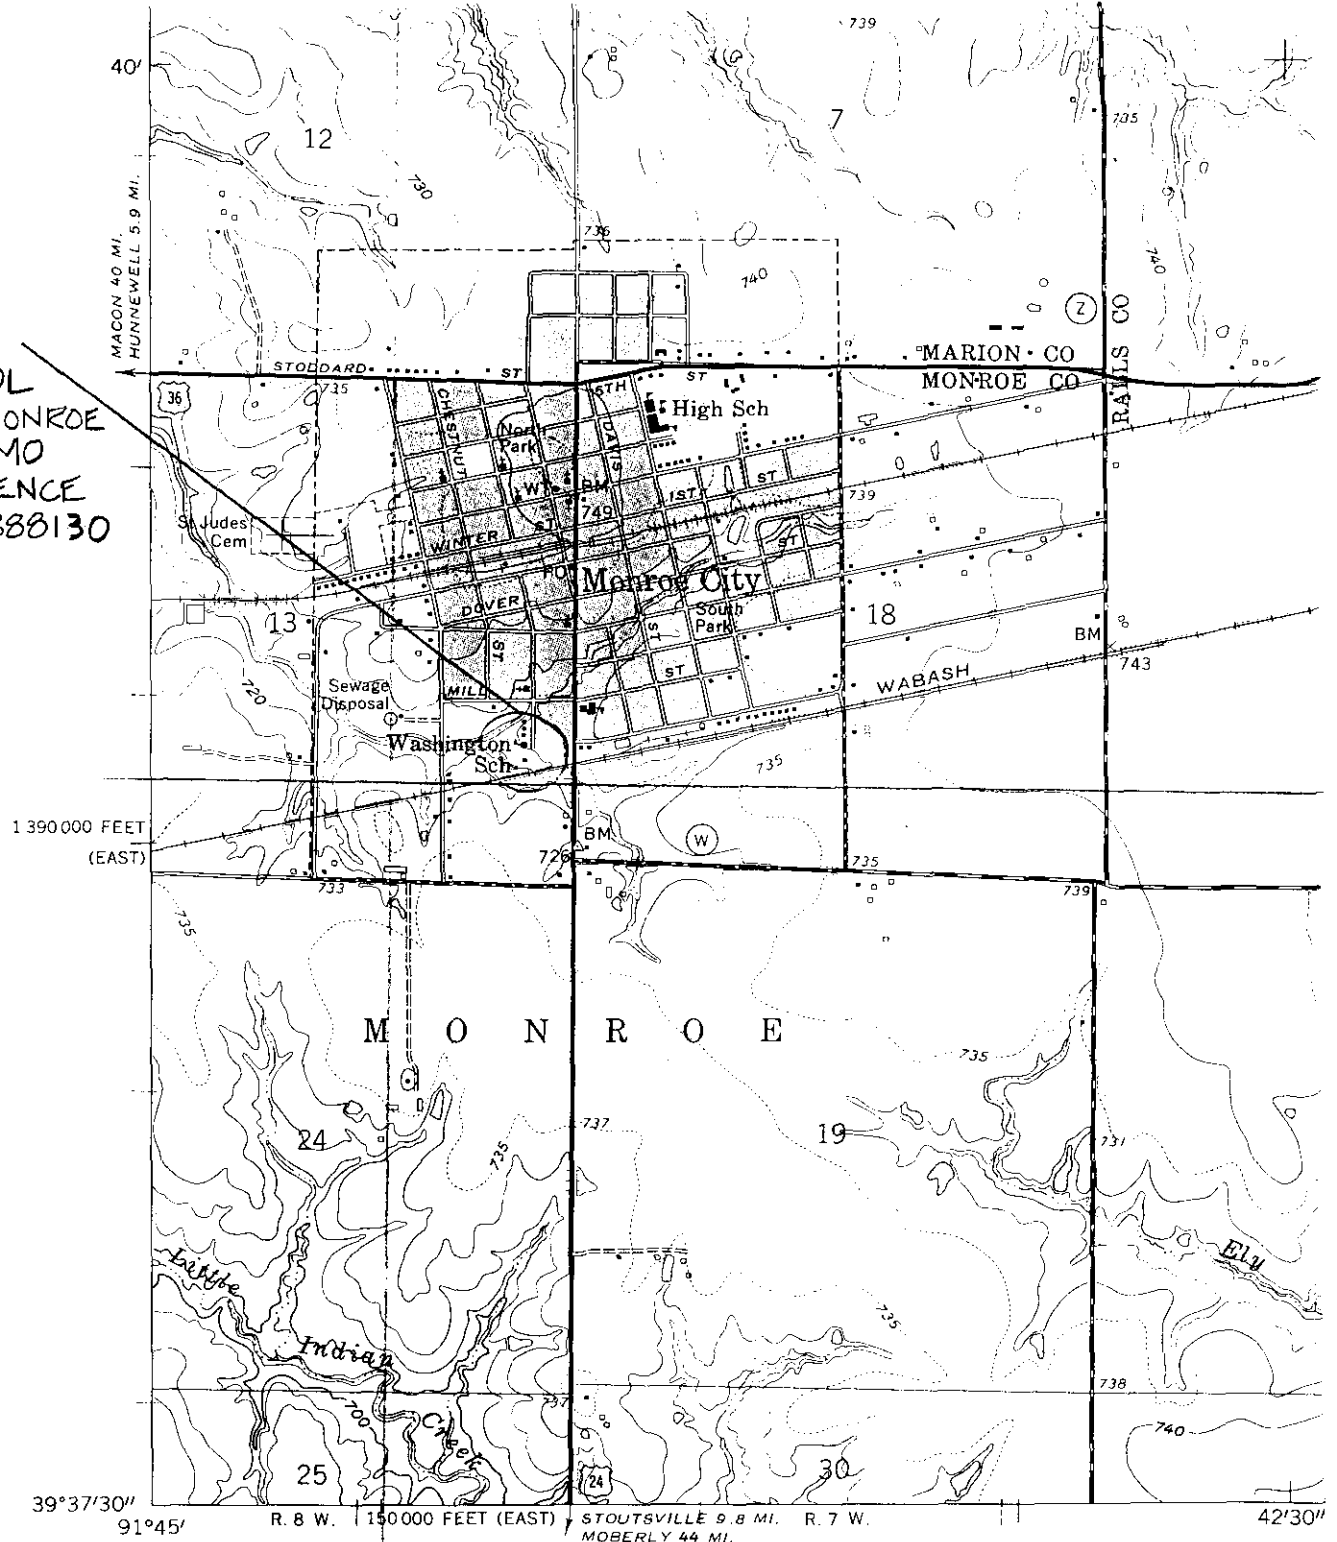 739
40'
12
7
735
MACON 40 MI.
HUNNEWELL 5.9 MI.
730
736
740
740
Z
MARION CO
MONROE CO
RALLS CO
STODDARD ST
735
5TH ST
36
OL
MONROE
MO
ENCE
388130
CHESTNUT
North
Park
DAVIS
High Sch
WT
BM
749
1ST
ST
739
St Judes
Cem
WINTER
ST
ST
PO
Monroe City
DOVER
South
Park
13
18
BM
743
ST
ST
ST
WABASH
720
Sewage
Disposal
MILL
Washington
Sch
735
1 390 000 FEET
(EAST)
BM
W
726
735
733
739
735
M O N R O E
735
24
737
19
735
731
Little
Indian
Creek
Ely
735
738
737
700
740
25
24
30
39°37'30"
91°45'
R. 8 W.
150 000 FEET (EAST)
STOUTSVILLE 9.8 MI.
MOBERLY 44 MI.
R. 7 W.
42'30"